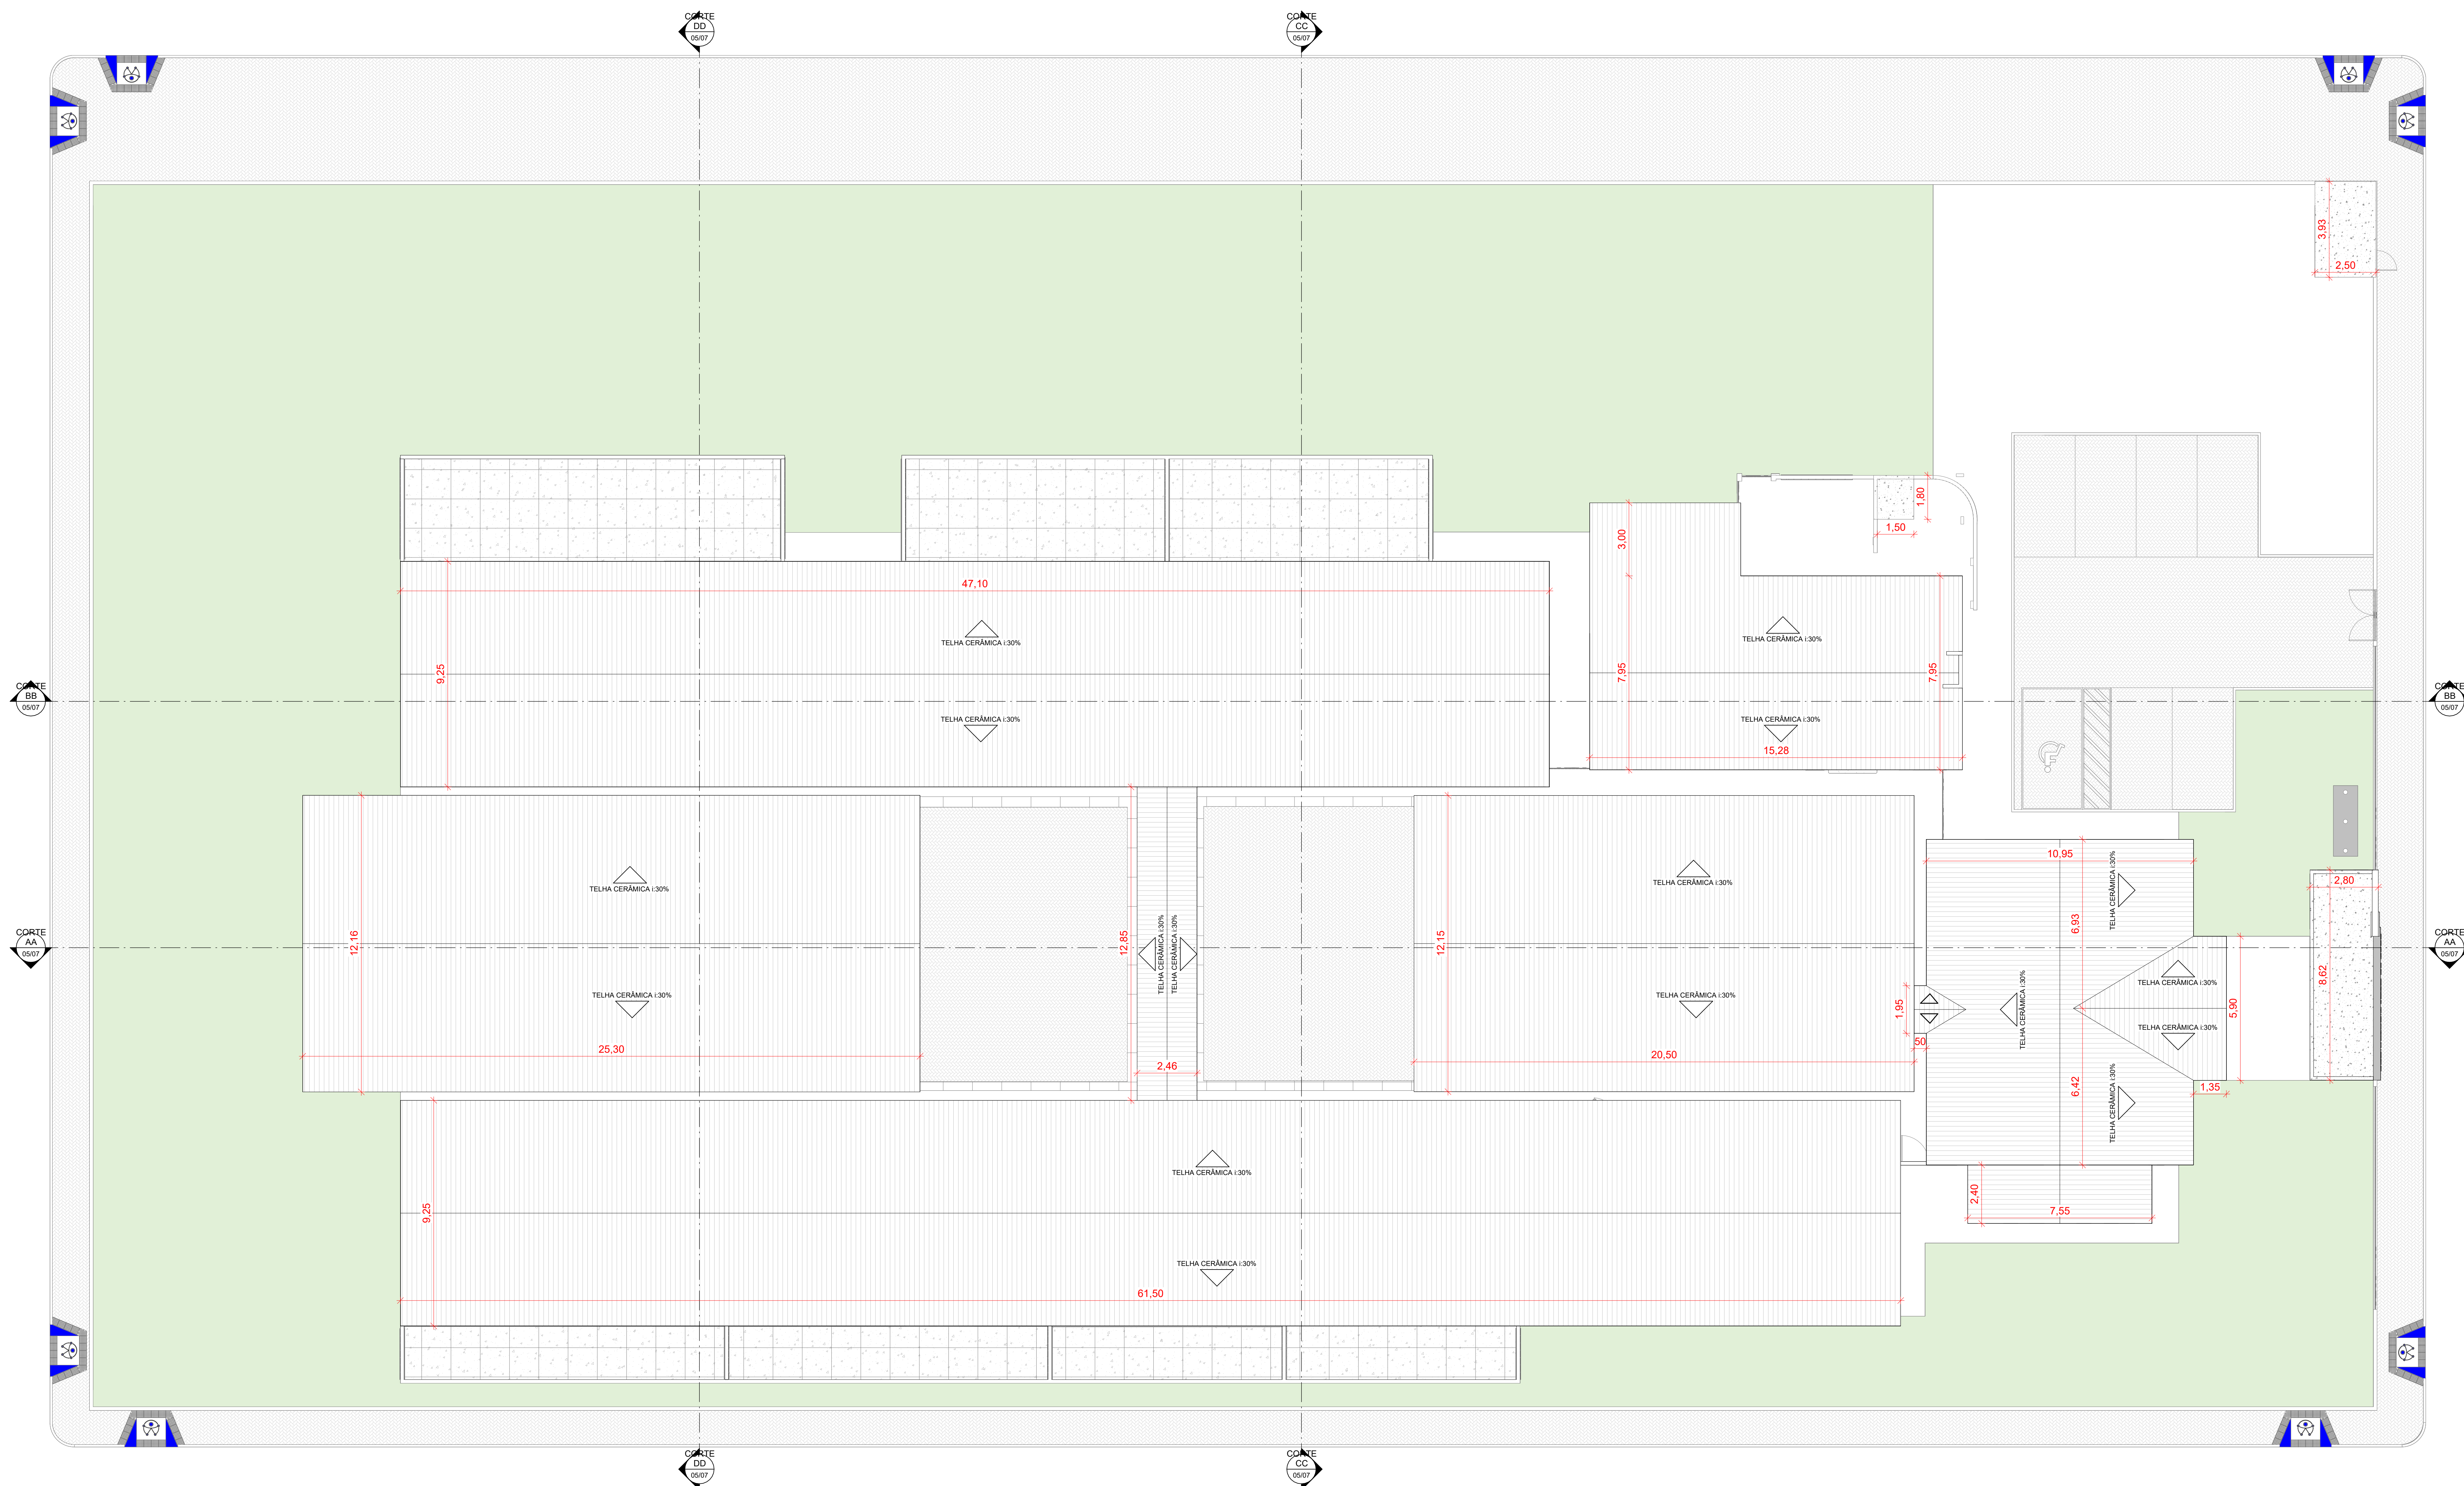 CORTE
DD
05/07
CORTE
CC
05/07
3,93
2,50
1,80
1,50
3,00
47,10
TELHA CERÂMICA i:30%
TELHA CERÂMICA i:30%
9,25
7,95
7,95
CORTE
BB
05/07
CORTE
BB
05/07
TELHA CERÂMICA i:30%
TELHA CERÂMICA i:30%
15,28
10,95
TELHA CERÂMICA i:30%
2,80
TELHA CERÂMICA i:30%
TELHA CERÂMICA i:30%
6,93
CORTE
AA
05/07
12,16
12,85
TELHA CERÂMICA i:30%
TELHA CERÂMICA i:30%
12,15
CORTE
AA
05/07
8,62
TELHA CERÂMICA i:30%
TELHA CERÂMICA i:30%
TELHA CERÂMICA i:30%
1,95
TELHA CERÂMICA i:30%
5,90
TELHA CERÂMICA i:30%
50
25,30
2,46
20,50
6,42
TELHA CERÂMICA i:30%
1,35
TELHA CERÂMICA i:30%
2,40
7,55
9,25
TELHA CERÂMICA i:30%
61,50
CORTE
DD
05/07
CORTE
CC
05/07